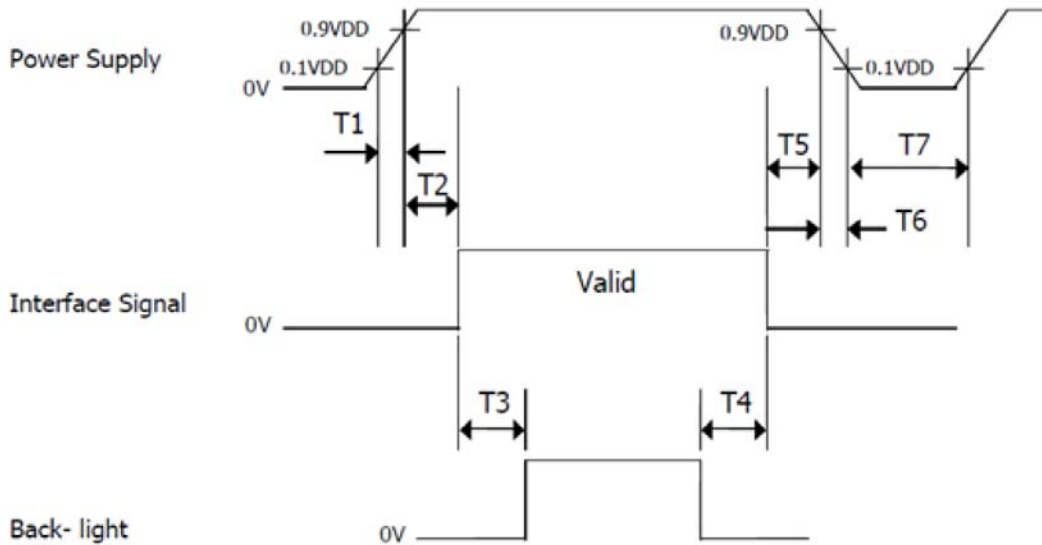 0.9VDD
0.9VDD
Power Supply
0.1VDD
0.1VDD
0V
T1
T5
T7
T2
T6
Valid
Interface Signal
0V
T3
T4
Back- light
0V